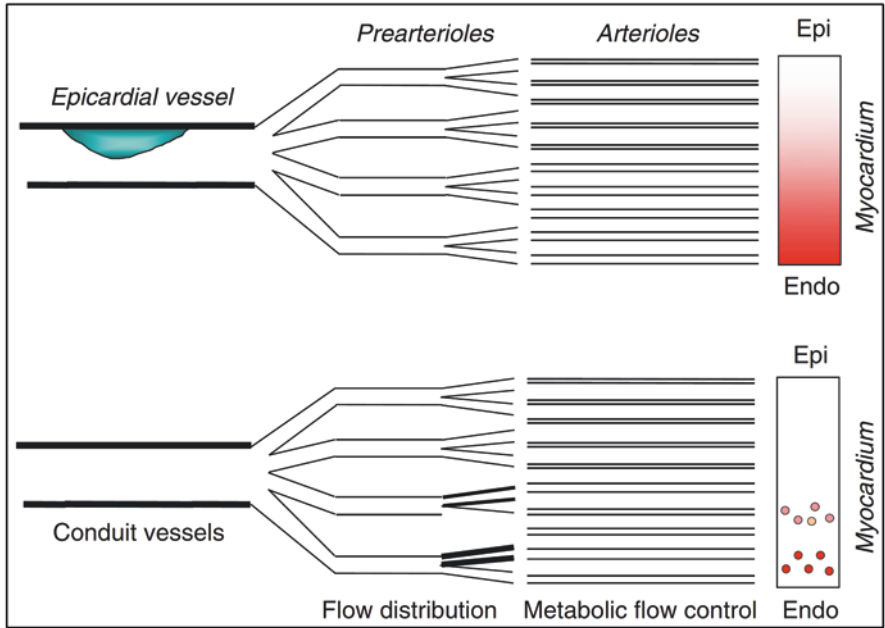 Prearterioles Arterioles Epi
Epicardial vessel
Myocardium
Endo
Epi
Myocardium
Conduit vessels
Flow distribution Metabolic flow control Endo